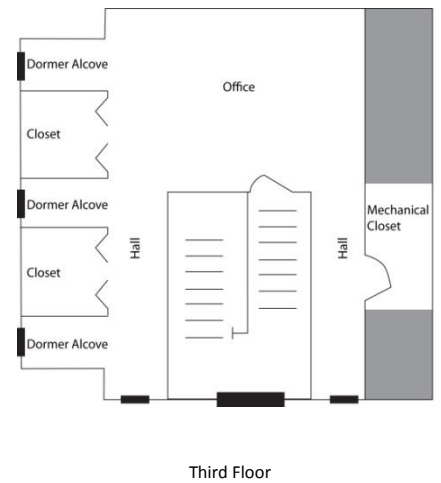 Dormer Alcove
Office
Closet
Dormer Alcove
Mechanical
Closet
Hall
Hall
Closet
Dormer Alcove
Third Floor